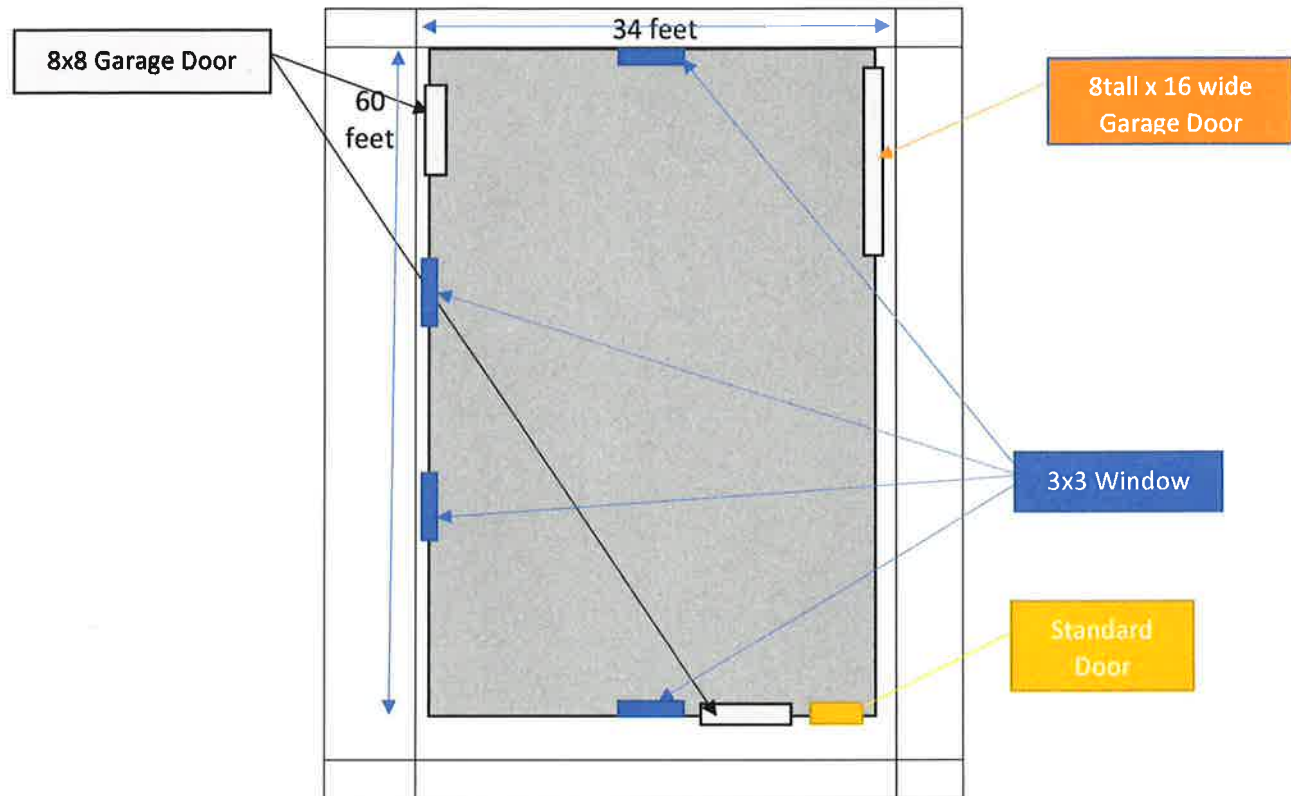 34 feet
8x8 Garage Door
60
feet
8tall x 16 wide
Garage Door
3x3 Window
Standard
Door